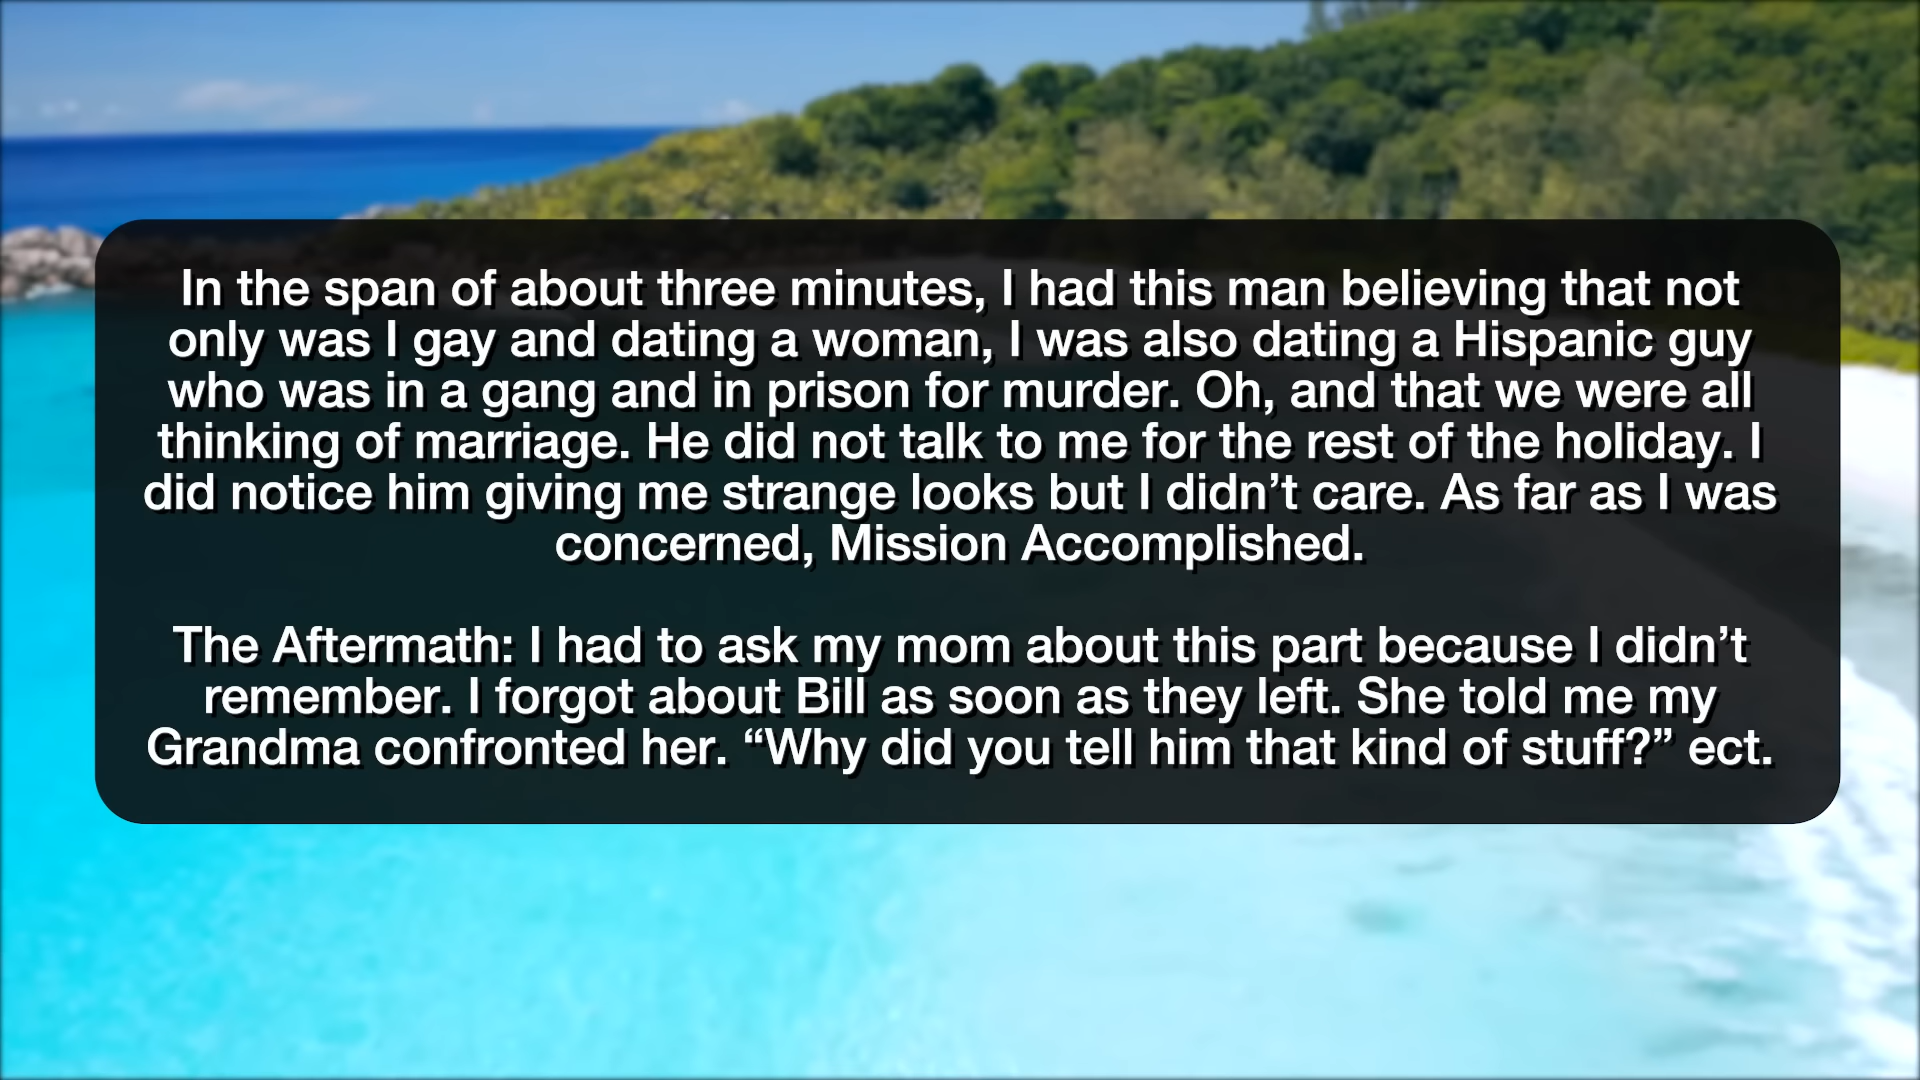 In the span of about three minutes, I had this man believing that not
only was I gay and dating a woman, I was also dating a Hispanic guy
who was in a gang and in prison for murder. Oh, and that we were all
thinking of marriage. He did not talk to me for the rest of the holiday. I
did notice him giving me strange looks but I didn’t care. As far as I was
concerned, Mission Accomplished.
The Aftermath: I had to ask my mom about this part because I didn’t
remember. I forgot about Bill as soon as they left. She told me my
Grandma confronted her. “Why did you tell him that kind of stuff?” ect.